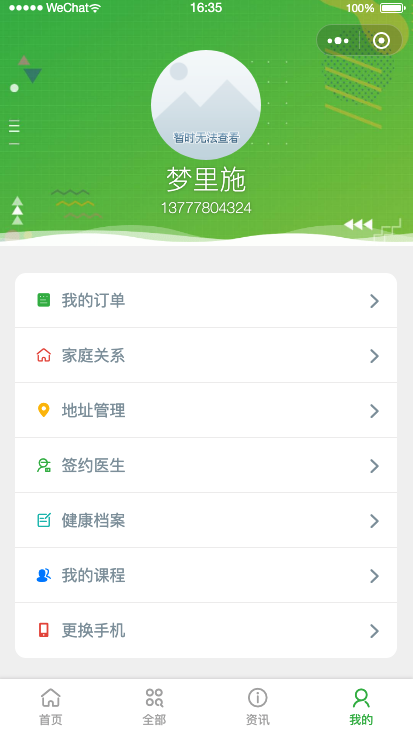 WeChat
16:35
100%
暂时无法查看
梦里施
13777804324
我的订单
家庭关系
地址管理
签约医生
健康档案
我的课程
更换手机
首页
全部
资讯
我的